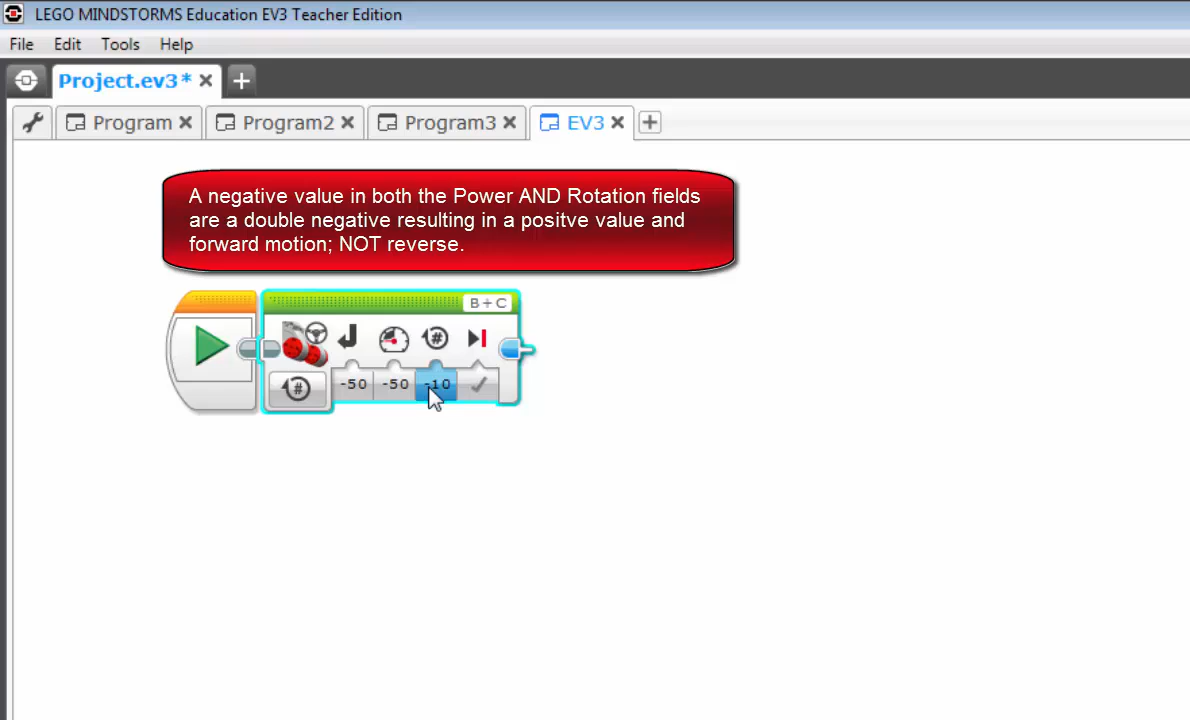 LEGO MINDSTORMS Education EV3 Teacher Edition
File Edit Tools Help
Project.ev3* × +
Program × Program2 × Program3 × EV3 × +
A negative value in both the Power AND Rotation fields
are a double negative resulting in a positve value and
forward motion; NOT reverse.
B+C
#
# -50 -50 -10